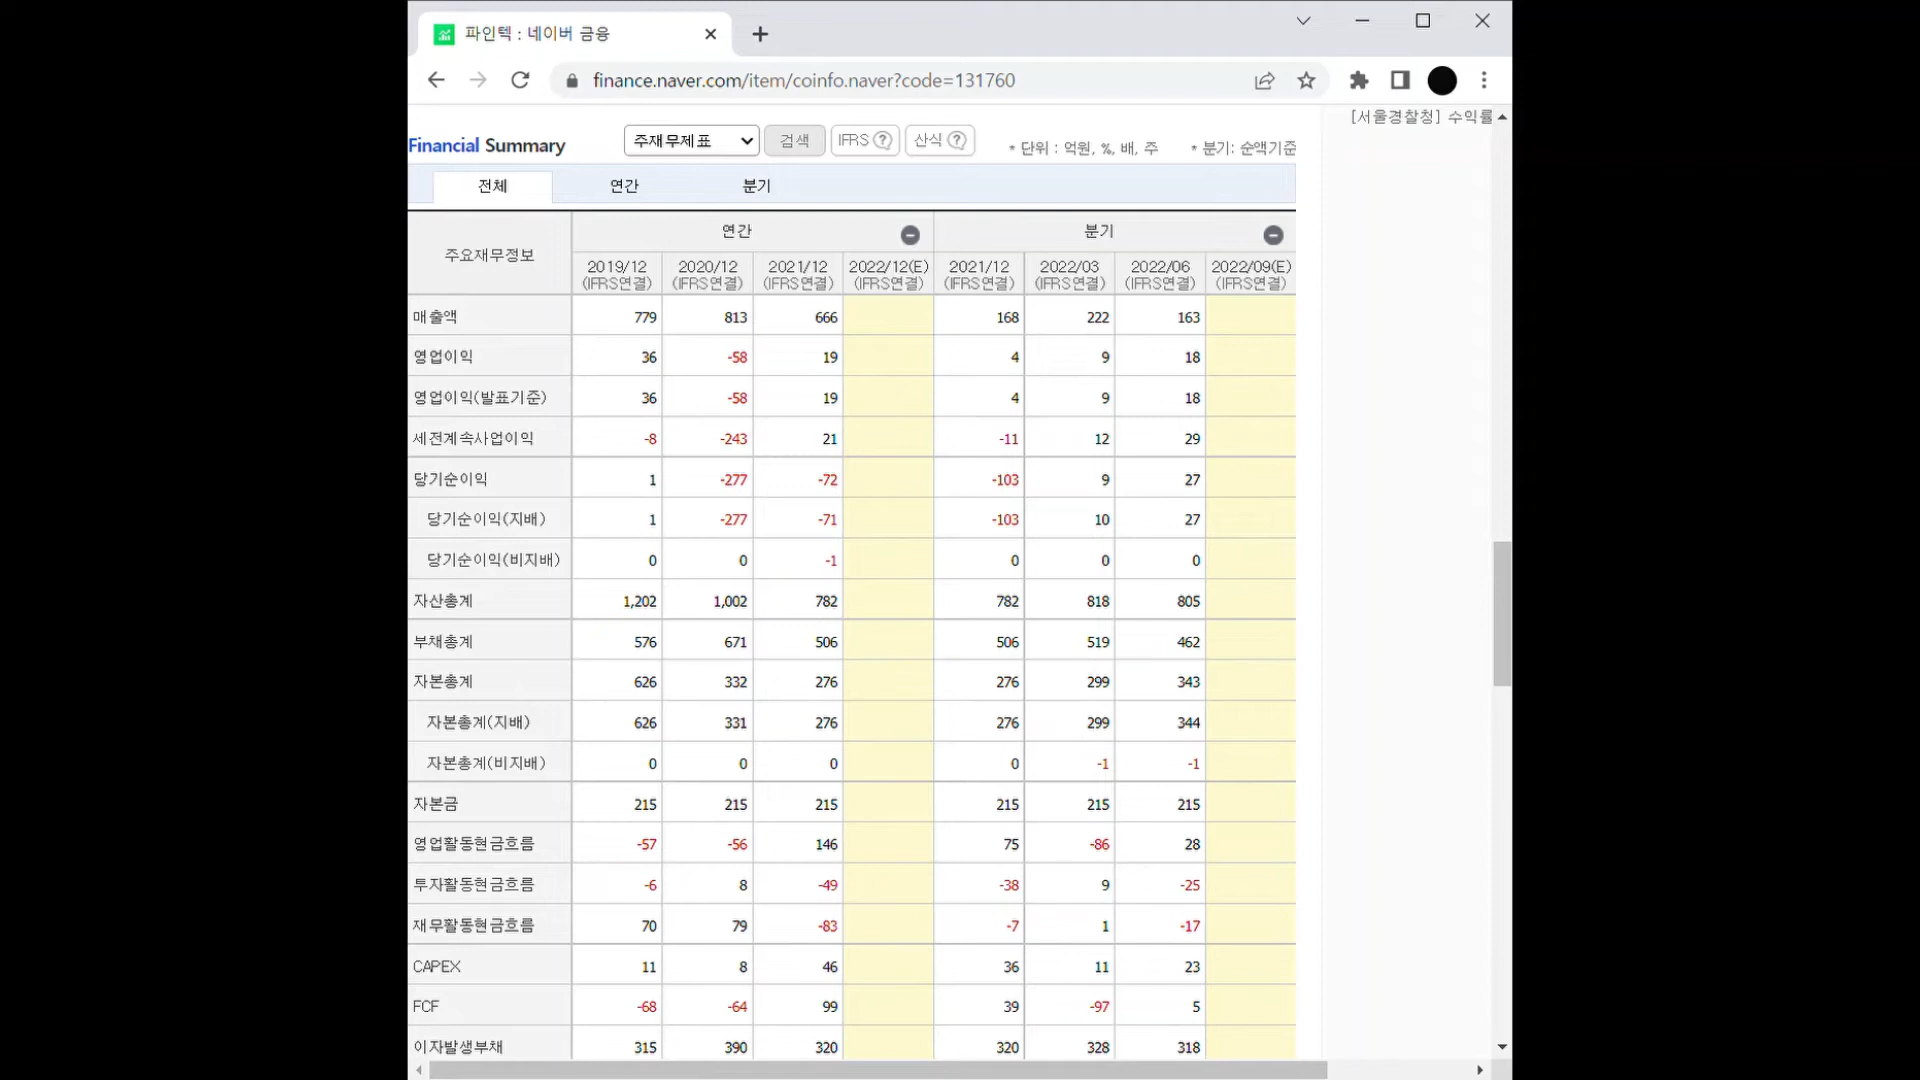 파인텍 : 네이버 금융
finance.naver.com/item/coinfo.naver?code=131760
[서울경찰청] 수익률
Financial Summary 주재무제표 검색 IFRS ? 산식 ? * 단위 : 억원, %, 배, 주 * 분기: 순액기준
전체 연간 분기
주요재무정보 연간 분기
2019/12 2020/12 2021/12 2022/12(E) 2021/12 2022/03 2022/06 2022/09(E)
(IFRS연결) (IFRS연결) (IFRS연결) (IFRS연결) (IFRS연결) (IFRS연결) (IFRS연결) (IFRS연결)
매출액 779 813 666 168 222 163
영업이익 36 -58 19 4 9 18
영업이익(발표기준) 36 -58 19 4 9 18
세전계속사업이익 -8 -243 21 -11 12 29
당기순이익 1 -277 -72 -103 9 27
당기순이익(지배) 1 -277 -71 -103 10 27
당기순이익(비지배) 0 0 -1 0 0 0
자산총계 1,202 1,002 782 782 818 805
부채총계 576 671 506 506 519 462
자본총계 626 332 276 276 299 343
자본총계(지배) 626 331 276 276 299 344
자본총계(비지배) 0 0 0 0 -1 -1
자본금 215 215 215 215 215 215
영업활동현금흐름 -57 -56 146 75 -86 28
투자활동현금흐름 -6 8 -49 -38 9 -25
재무활동현금흐름 70 79 -83 -7 1 -17
CAPEX 11 8 46 36 11 23
FCF -68 -64 99 39 -97 5
이자발생부채 315 390 320 320 328 318